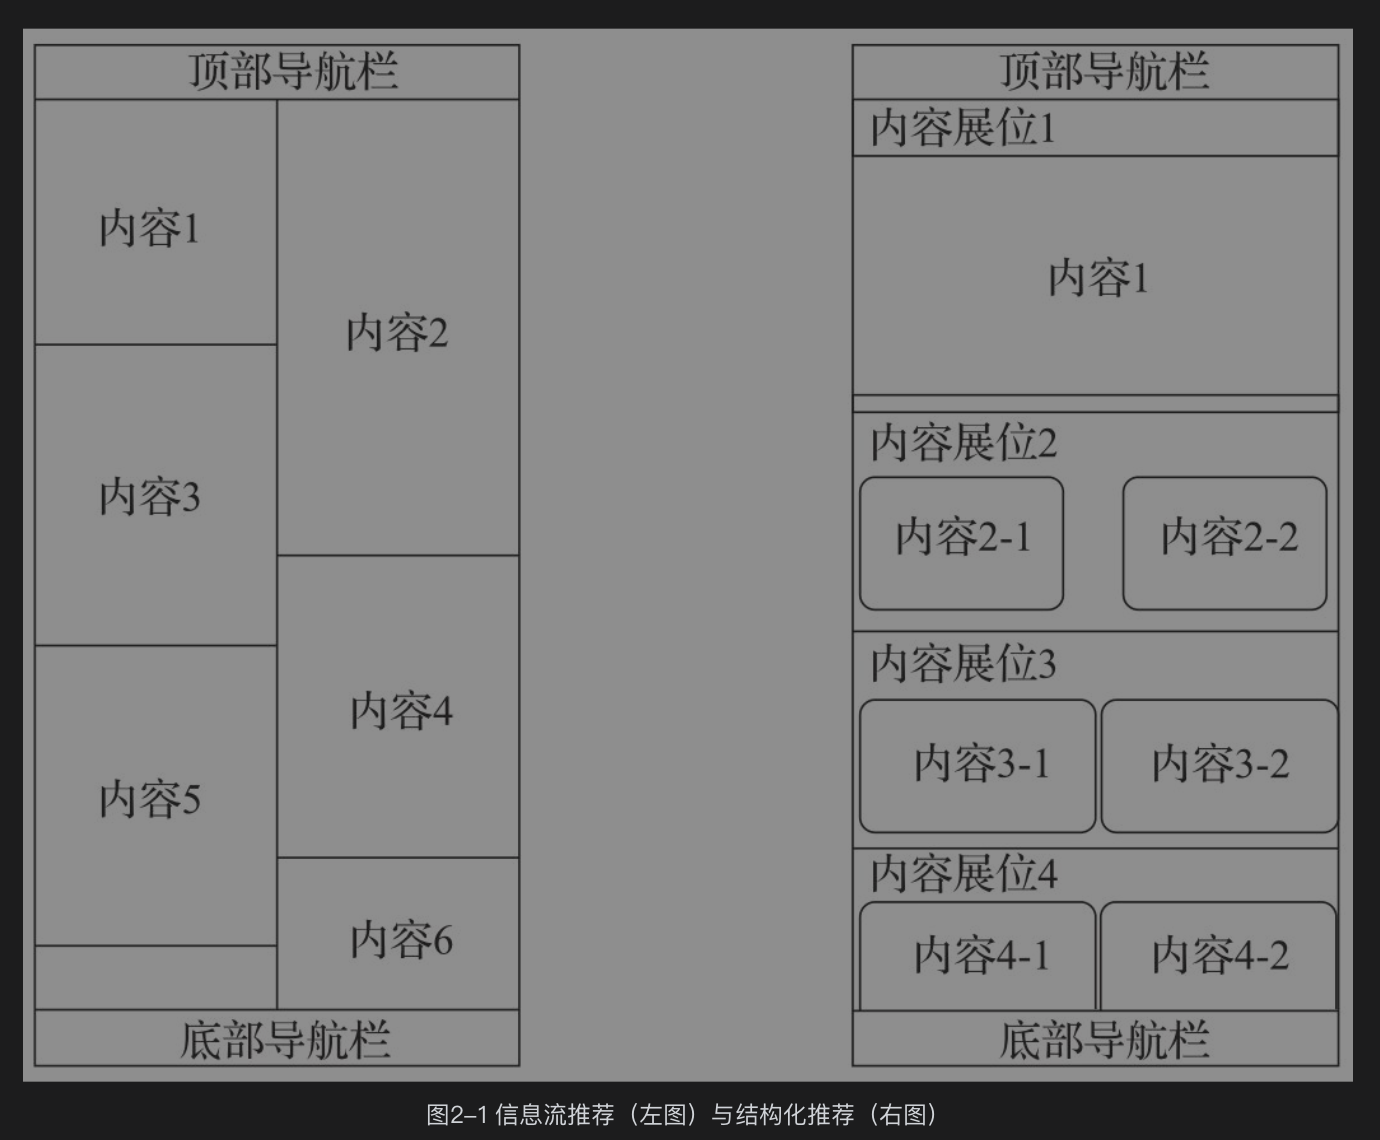 顶部导航栏
内容1
内容2
内容3
内容4
内容5
内容6
底部导航栏
顶部导航栏
内容展位1
内容1
内容展位2
内容2-1
内容2-2
内容展位3
内容3-1
内容3-2
内容展位4
内容4-1
内容4-2
底部导航栏
图2-1 信息流推荐（左图）与结构化推荐（右图）